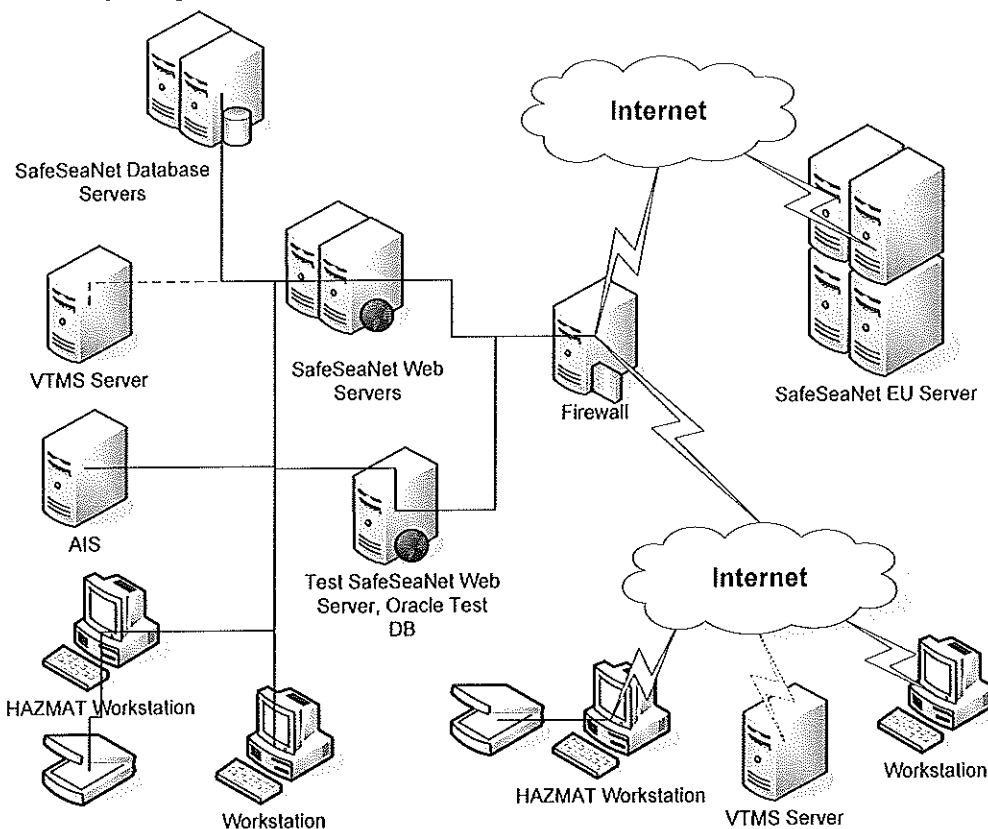 Internet
SafeSeaNet Database
Servers
VTMS Server
SafeSeaNet Web
Servers
Firewall
SafeSeaNet EU Server
AIS
Test SafeSeaNet Web
Server, Oracle Test
DB
Internet
HAZMAT Workstation
Workstation
HAZMAT Workstation
VTMS Server
Workstation